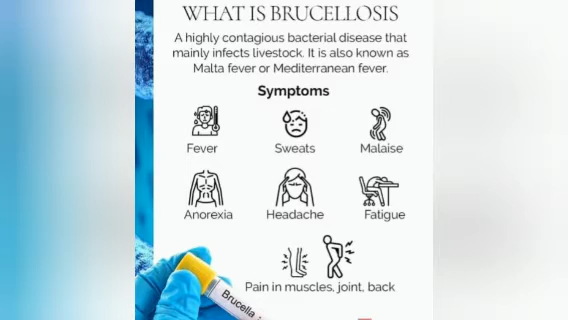 WHAT IS BRUCELLOSIS
A highly contagious bacterial disease that
mainly infects livestock. It is also known as
Malta fever or Mediterranean fever.
Symptoms
Fever
Sweats
Malaise
Anorexia
Headache
Fatigue
Pain in muscles, joint, back
Brucella